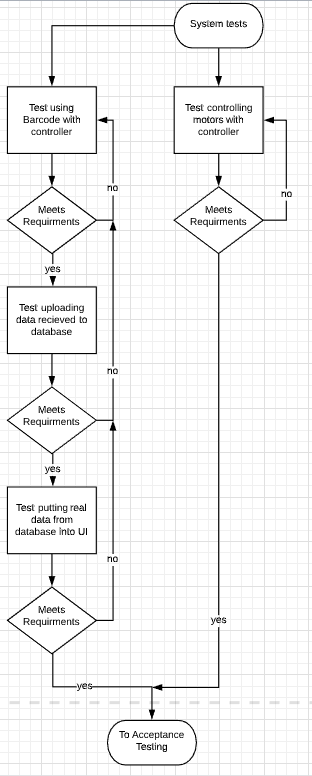 System tests
Test using
Barcode with
controller
Test controlling
motors with
controller
no
no
Meets
Requirments
Meets
Requirments
yes
Test uploading
data recieved to
database
no
Meets
Requirments
yes
Test putting real
data from
database into UI
no
Meets
Requirments
yes
yes
To Acceptance
Testing